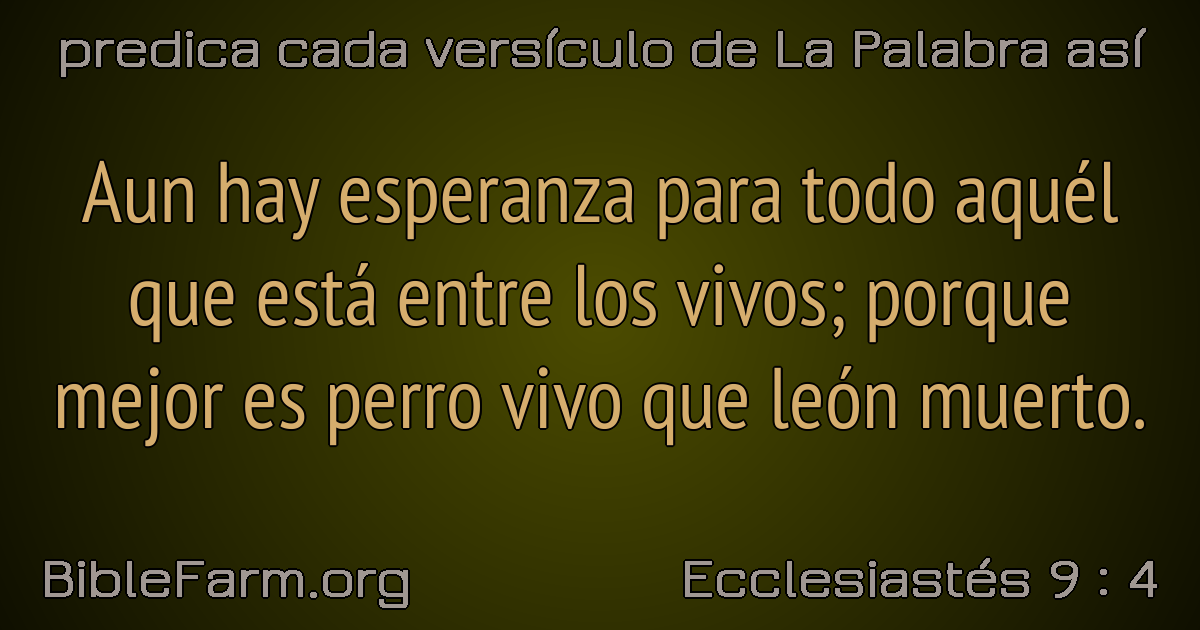 predica cada versículo de La Palabra así
Aun hay esperanza para todo aquél
que está entre los vivos; porque
mejor es perro vivo que león muerto.
BibleFarm.org
Ecclesiastés 9 : 4